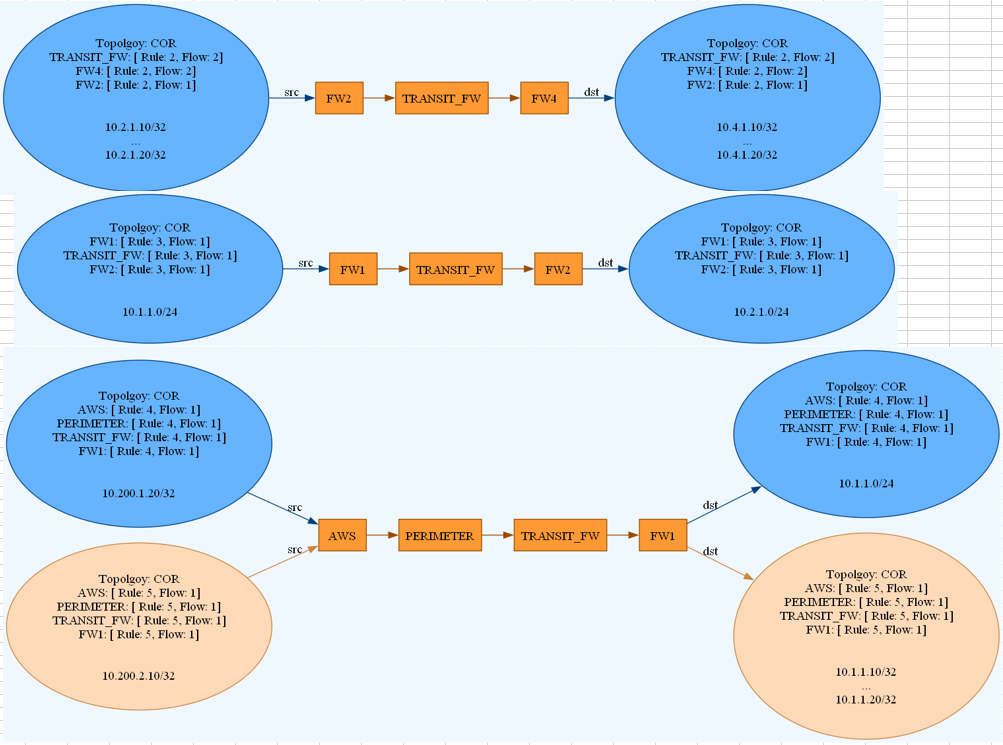 Topolgoy: COR
TRANSIT_FW: [ Rule: 2, Flow: 2]
FW4: [ Rule: 2, Flow: 2]
FW2: [ Rule: 2, Flow: 1]
10.2.1.10/32
...
10.2.1.20/32
src
FW2
TRANSIT_FW
FW4
dst
Topolgoy: COR
TRANSIT_FW: [ Rule: 2, Flow: 2]
FW4: [ Rule: 2, Flow: 2]
FW2: [ Rule: 2, Flow: 1]
10.4.1.10/32
...
10.4.1.20/32
Topolgoy: COR
FW1: [ Rule: 3, Flow: 1]
TRANSIT_FW: [ Rule: 3, Flow: 1]
FW2: [ Rule: 3, Flow: 1]
10.1.1.0/24
src
FW1
TRANSIT_FW
FW2
dst
Topolgoy: COR
FW1: [ Rule: 3, Flow: 1]
TRANSIT_FW: [ Rule: 3, Flow: 1]
FW2: [ Rule: 3, Flow: 1]
10.2.1.0/24
Topolgoy: COR
AWS: [ Rule: 4, Flow: 1]
PERIMETER: [ Rule: 4, Flow: 1]
TRANSIT_FW: [ Rule: 4, Flow: 1]
FW1: [ Rule: 4, Flow: 1]
10.200.1.20/32
src
Topolgoy: COR
AWS: [ Rule: 5, Flow: 1]
PERIMETER: [ Rule: 5, Flow: 1]
TRANSIT_FW: [ Rule: 5, Flow: 1]
FW1: [ Rule: 5, Flow: 1]
10.200.2.10/32
src
AWS
PERIMETER
TRANSIT_FW
FW1
dst
Topolgoy: COR
AWS: [ Rule: 4, Flow: 1]
PERIMETER: [ Rule: 4, Flow: 1]
TRANSIT_FW: [ Rule: 4, Flow: 1]
FW1: [ Rule: 4, Flow: 1]
10.1.1.0/24
dst
Topolgoy: COR
AWS: [ Rule: 5, Flow: 1]
PERIMETER: [ Rule: 5, Flow: 1]
TRANSIT_FW: [ Rule: 5, Flow: 1]
FW1: [ Rule: 5, Flow: 1]
10.1.1.10/32
...
10.1.1.20/32